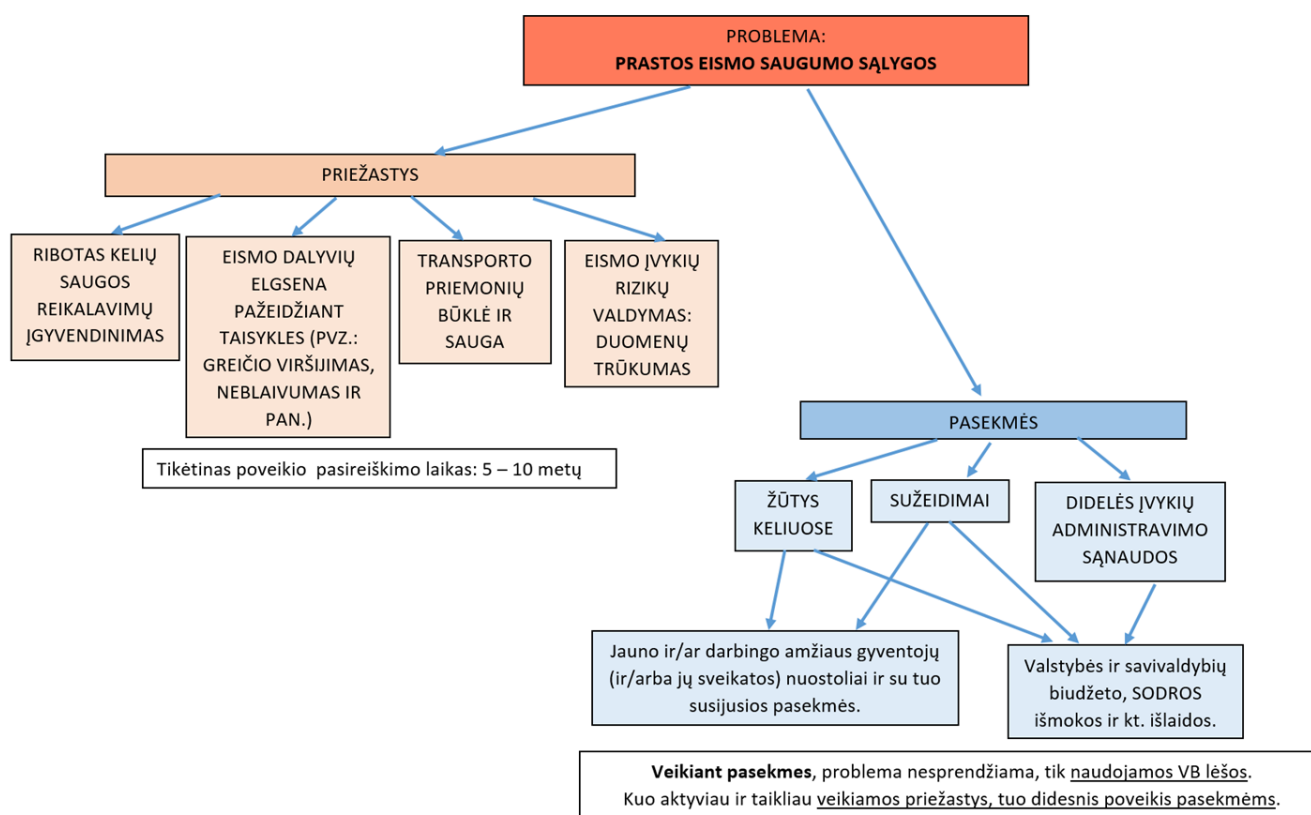 PROBLEMA:
PRASTOS EISMO SAUGUMO SĄLYGOS
PRIEŽASTYS
RIBOTAS KELIŲ
SAUGOS
REIKALAVIMŲ
ĮGYVENDINIMAS
EISMO DALYVIŲ
ELGSENA
PAŽEIDŽIANT
TAISYKLES (PVZ.:
GREIČIO VIRŠIJIMAS,
NEBLAIVUMAS IR
PAN.)
TRANSPORTO
PRIEMONIŲ
BŪKLĖ IR
SAUGA
EISMO ĮVYKIŲ
RIZIKŲ
VALDYMAS:
DUOMENŲ
TRŪKUMAS
Tikėtinas poveikio pasireiškimo laikas: 5 – 10 metų
PASEKMĖS
ŽŪTYS
KELIUOSE
SUŽEIDIMAI
DIDELĖS ĮVYKIŲ
ADMINISTRAVIMO
SĄNAUDOS
Jauno ir/ar darbingo amžiaus gyventojų
(ir/arba jų sveikatos) nuostoliai ir su tuo
susijusios pasekmės.
Valstybės ir savivaldybių
biudžeto, SODROS
išmokos ir kt. išlaidos.
Veikiant pasekmes, problema nesprendžiama, tik naudojamos VB lėšos.
Kuo aktyviau ir taikliau veikiamos priežastys, tuo didesnis poveikis pasekmėms.